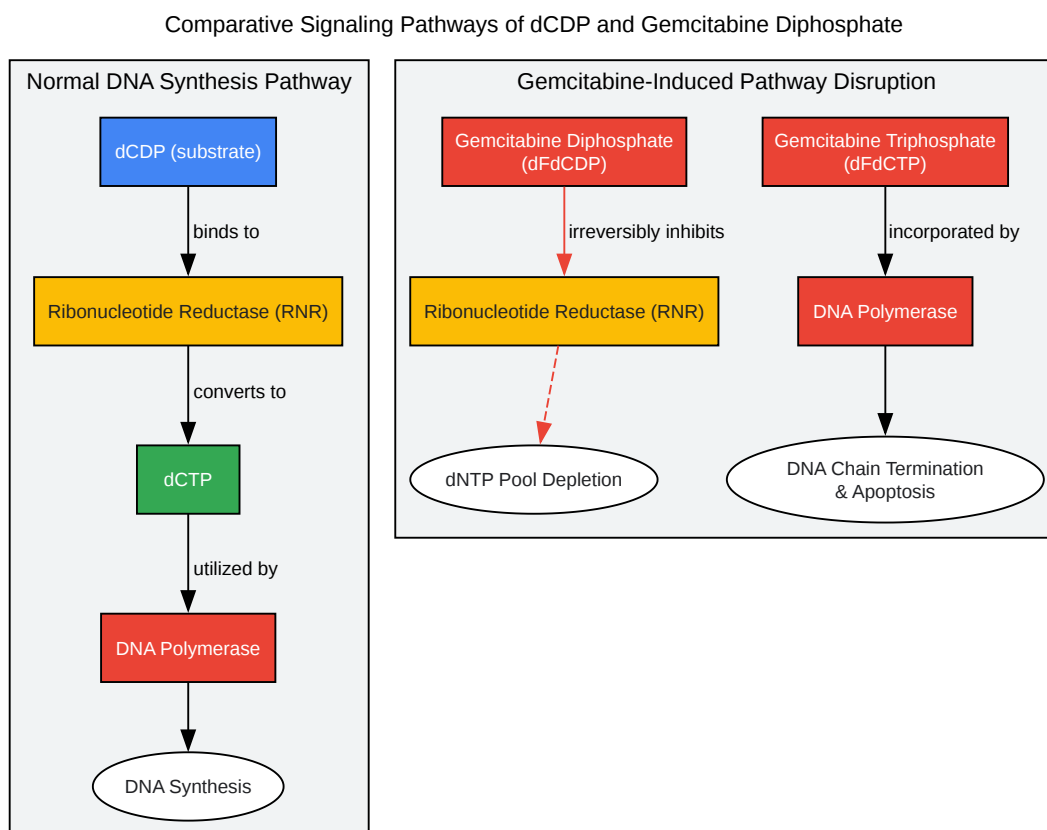 Comparative Signaling Pathways of dCDP and Gemcitabine Diphosphate
Normal DNA Synthesis Pathway
dCDP (substrate)
binds to
Ribonucleotide Reductase (RNR)
converts to
dCTP
utilized by
DNA Polymerase
DNA Synthesis
Gemcitabine-Induced Pathway Disruption
Gemcitabine Diphosphate
(dFdCDP)
irreversibly inhibits
Ribonucleotide Reductase (RNR)
dNTP Pool Depletion
Gemcitabine Triphosphate
(dFdCTP)
incorporated by
DNA Polymerase
DNA Chain Termination
& Apoptosis